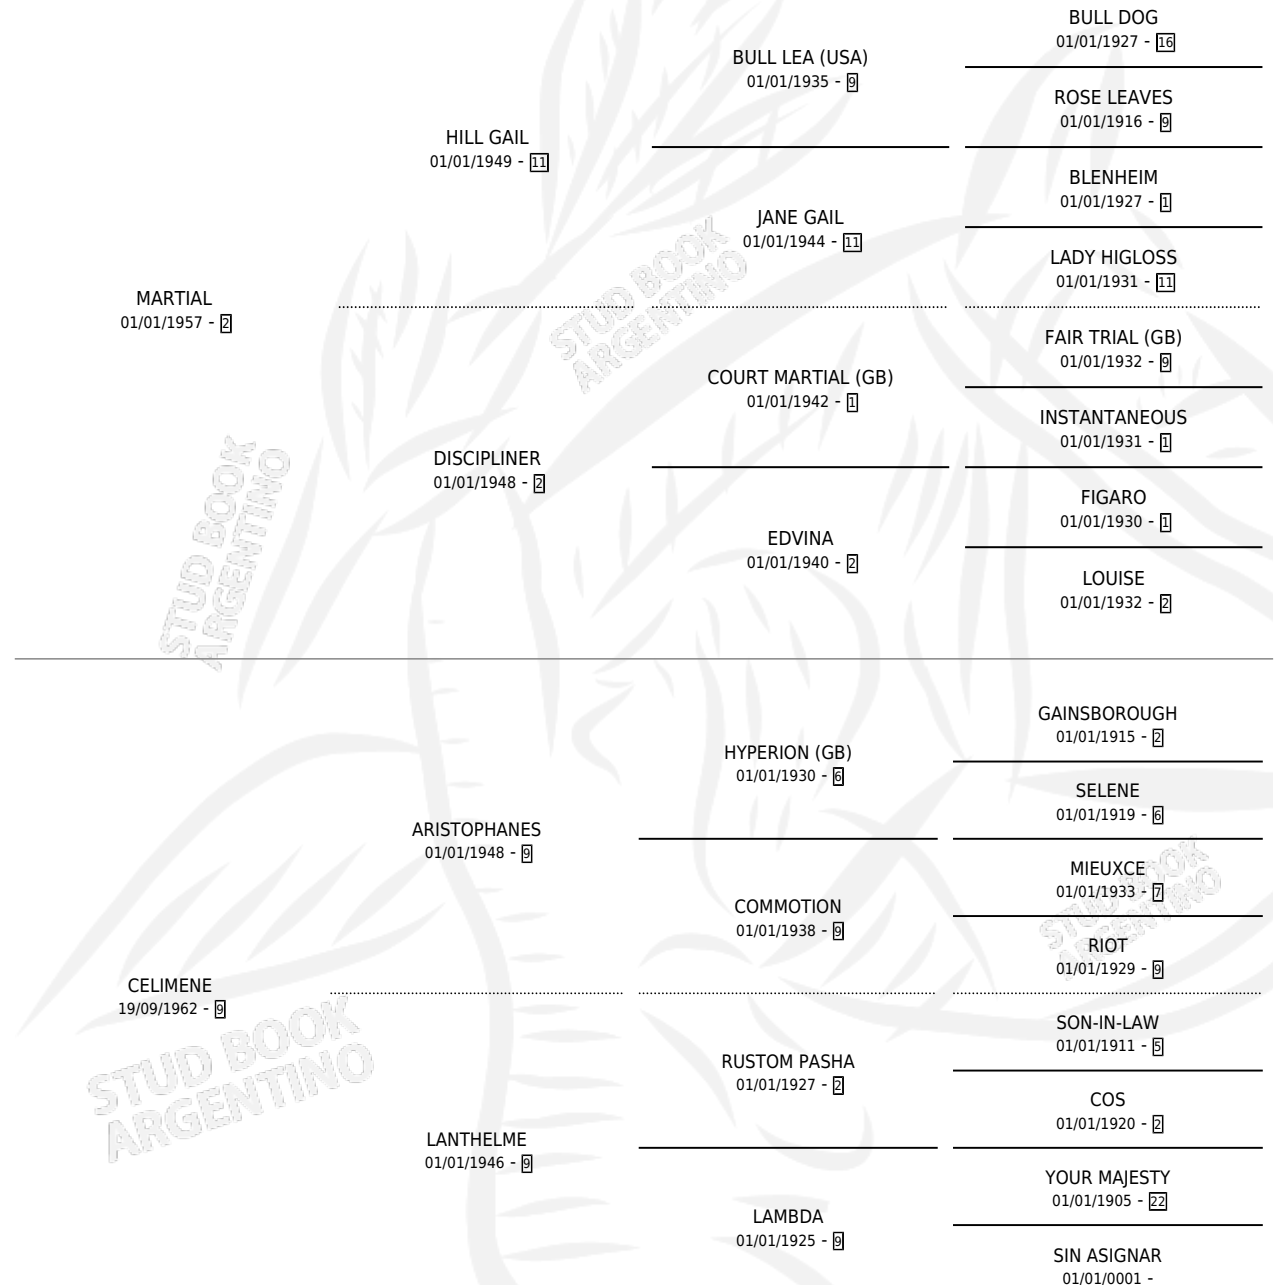 BULL DOG
01/01/1927 - 16
BULL LEA (USA)
01/01/1935 - 9
ROSE LEAVES
01/01/1916 - 9
HILL GAIL
01/01/1949 - 11
BLENHEIM
01/01/1927 - 1
JANE GAIL
01/01/1944 - 11
LADY HIGLOSS
01/01/1931 - 11
MARTIAL
01/01/1957 - 2
FAIR TRIAL (GB)
01/01/1932 - 9
COURT MARTIAL (GB)
01/01/1942 - 1
INSTANTANEOUS
01/01/1931 - 1
DISCIPLINER
01/01/1948 - 2
FIGARO
01/01/1930 - 1
EDVINA
01/01/1940 - 2
LOUISE
01/01/1932 - 2
GAINSBOROUGH
01/01/1915 - 2
HYPERION (GB)
01/01/1930 - 6
SELENE
01/01/1919 - 6
ARISTOPHANES
01/01/1948 - 9
MIEUXCE
01/01/1933 - 7
COMMOTION
01/01/1938 - 9
RIOT
01/01/1929 - 9
CELIMENE
19/09/1962 - 9
SON-IN-LAW
01/01/1911 - 5
RUSTOM PASHA
01/01/1927 - 2
COS
01/01/1920 - 2
LANTHELME
01/01/1946 - 9
YOUR MAJESTY
01/01/1905 - 22
LAMBDA
01/01/1925 - 9
SIN ASIGNAR
01/01/0001 -
STUD BOOK
ARGENTINO
STUD BOOK
ARGENTINO
STUD BOOK
ARGENTINO
STUD BOOK
ARGENTINO